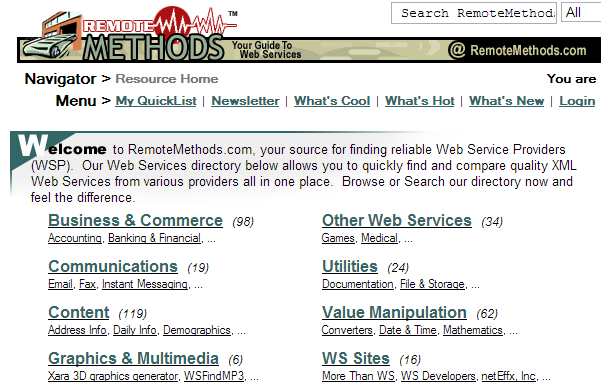 REMOTE
METHODS
TM
Your Guide To
Web Services
Search RemoteMethod:
All
@ RemoteMethods.com
Navigator > Resource Home
You are
Menu > My QuickList | Newsletter | What's Cool | What's Hot | What's New | Login
Welcome to RemoteMethods.com, your source for finding reliable Web Service Providers
(WSP). Our Web Services directory below allows you to quickly find and compare quality XML
Web Services from various providers all in one place. Browse or Search our directory now and
feel the difference.
Business & Commerce (98)
Accounting, Banking & Financial, ...
Other Web Services (34)
Games, Medical, ...
Communications (19)
Email, Fax, Instant Messaging, ...
Utilities (24)
Documentation, File & Storage, ...
Content (119)
Address Info, Daily Info, Demographics, ...
Value Manipulation (62)
Converters, Date & Time, Mathematics, ...
Graphics & Multimedia (6)
Xara 3D graphics generator, WSFindMP3, ...
WS Sites (16)
More Than WS, WS Developers, netEffx, Inc, ...